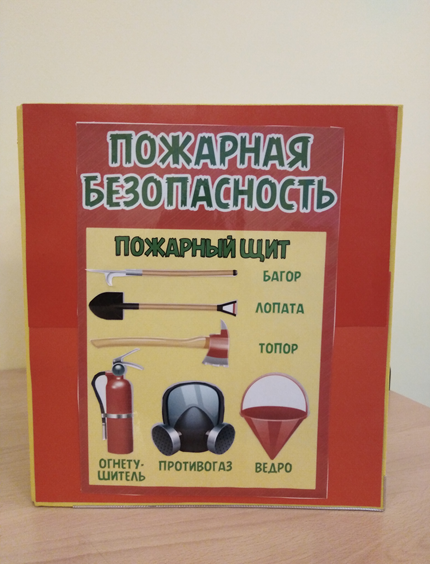 ПОЖАРНАЯ
БЕЗОПАСНОСТЬ
ПОЖАРНЫЙ ЩИТ
БАГОР
ЛОПАТА
ТОПОР
ОГНЕТУ-
ШИТЕЛЬ
ПРОТИВОГАЗ
ВЕДРО